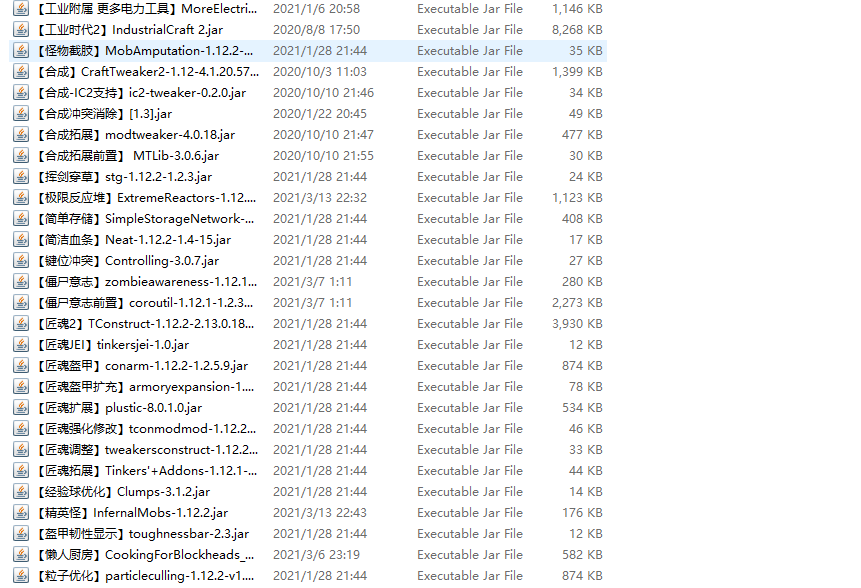 【工业附属 更多电力工具】MoreElectri... 2021/1/6 20:58 Executable Jar File 1,146 KB
【工业时代2】IndustrialCraft 2.jar 2020/8/8 17:50 Executable Jar File 8,268 KB
【怪物截肢】MobAmputation-1.12.2-... 2021/1/28 21:44 Executable Jar File 35 KB
【合成】CraftTweaker2-1.12-4.1.20.57... 2020/10/3 11:03 Executable Jar File 1,399 KB
【合成-IC2支持】ic2-tweaker-0.2.0.jar 2020/10/10 21:46 Executable Jar File 34 KB
【合成冲突消除】[1.3].jar 2020/1/22 20:45 Executable Jar File 49 KB
【合成拓展】modtweaker-4.0.18.jar 2020/10/10 21:47 Executable Jar File 477 KB
【合成拓展前置】 MTLib-3.0.6.jar 2020/10/10 21:55 Executable Jar File 30 KB
【挥剑穿草】stg-1.12.2-1.2.3.jar 2021/1/28 21:44 Executable Jar File 24 KB
【极限反应堆】ExtremeReactors-1.12.... 2021/3/13 22:32 Executable Jar File 1,123 KB
【简单存储】SimpleStorageNetwork-... 2021/1/28 21:44 Executable Jar File 408 KB
【简洁血条】Neat-1.12.2-1.4-15.jar 2021/1/28 21:44 Executable Jar File 17 KB
【键位冲突】Controlling-3.0.7.jar 2021/1/28 21:44 Executable Jar File 27 KB
【僵尸意志】zombieawareness-1.12.1... 2021/3/7 1:11 Executable Jar File 280 KB
【僵尸意志前置】coroutil-1.12.1-1.2.3... 2021/3/7 1:11 Executable Jar File 2,273 KB
【匠魂2】TConstruct-1.12.2-2.13.0.18... 2021/1/28 21:44 Executable Jar File 3,930 KB
【匠魂JEI】tinkersjei-1.0.jar 2021/1/28 21:44 Executable Jar File 12 KB
【匠魂盔甲】conarm-1.12.2-1.2.5.9.jar 2021/1/28 21:44 Executable Jar File 874 KB
【匠魂盔甲扩充】armoryexpansion-1.... 2021/1/28 21:44 Executable Jar File 78 KB
【匠魂扩展】plustic-8.0.1.0.jar 2021/1/28 21:44 Executable Jar File 534 KB
【匠魂强化修改】tconmodmod-1.12.2... 2021/1/28 21:44 Executable Jar File 46 KB
【匠魂调整】tweakersconstruct-1.12.2... 2021/1/28 21:44 Executable Jar File 33 KB
【匠魂拓展】Tinkers'+Addons-1.12.1-... 2021/1/28 21:44 Executable Jar File 44 KB
【经验球优化】Clumps-3.1.2.jar 2021/1/28 21:44 Executable Jar File 14 KB
【精英怪】InfernalMobs-1.12.2.jar 2021/3/13 22:43 Executable Jar File 176 KB
【盔甲韧性显示】toughnessbar-2.3.jar 2021/1/28 21:44 Executable Jar File 12 KB
【懒人厨房】CookingForBlockheads_... 2021/3/6 23:19 Executable Jar File 582 KB
【粒子优化】particleculling-1.12.2-v1.... 2021/1/28 21:44 Executable Jar File 874 KB